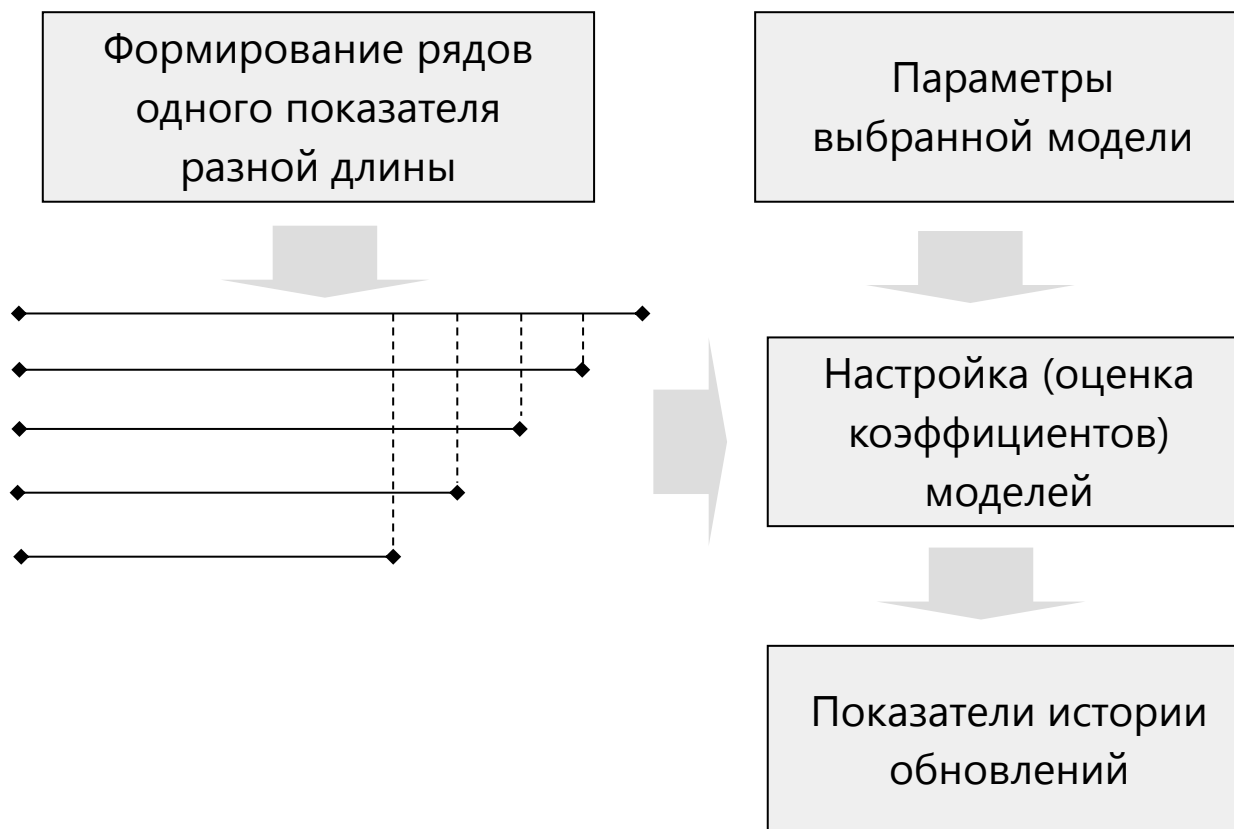 Формирование рядов
одного показателя
разной длины
Параметры
выбранной модели
Настройка (оценка
коэффициентов)
моделей
Показатели истории
обновлений